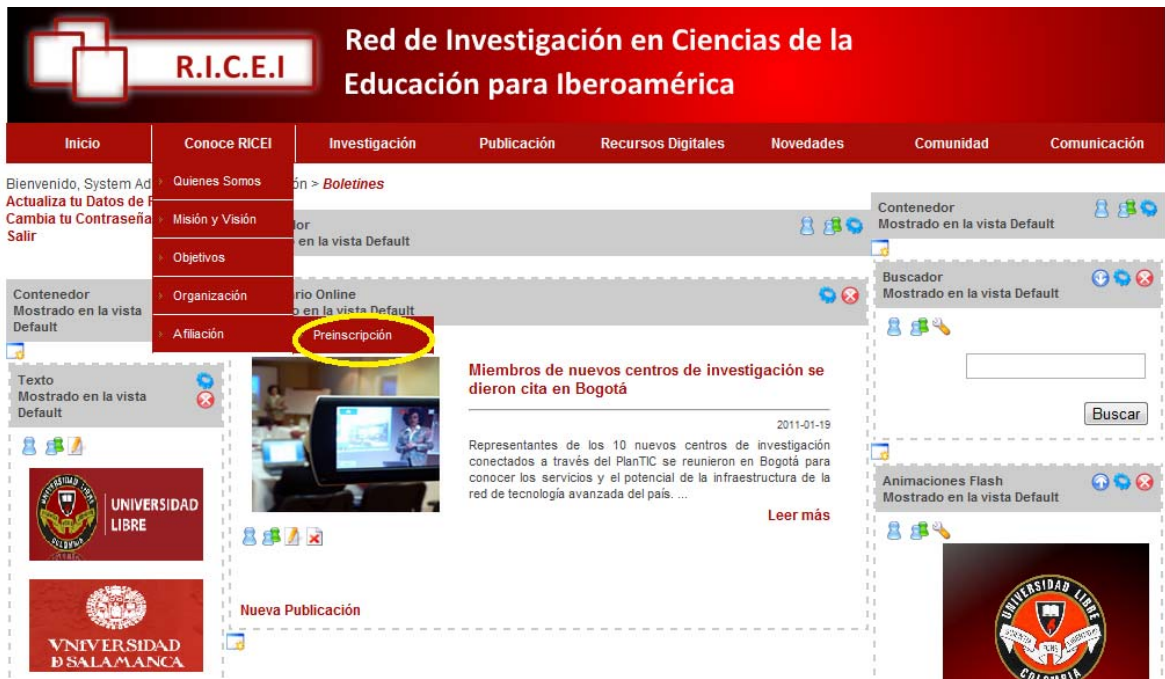 R.I.C.E.I
Red de Investigación en Ciencias de la
Educación para Iberoamérica
Inicio
Conoce RICEI
Investigación
Publicación
Recursos Digitales
Novedades
Comunidad
Comunicación
Quienes Somos
Misión y Visión
Objetivos
Organización
Afiliación
Preinscripción
Bienvenido, System Ad
Actualiza tu Datos de
Cambia tu Contraseña
Salir
> Boletines
en la vista Default
Contenedor
Mostrado en la vista
Default
Texto
Mostrado en la vista
Default
UNIVERSIDAD
LIBRE
VNIVERSIDAD
D SALAMANCA
Online
en la vista Default
Miembros de nuevos centros de investigación se
dieron cita en Bogotá
2011-01-19
Representantes de los 10 nuevos centros de investigación
conectados a través del PlanTIC se reunieron en Bogotá para
conocer los servicios y el potencial de la infraestructura de la
red de tecnología avanzada del país. ...
Leer más
Nueva Publicación
Contenedor
Mostrado en la vista Default
Buscador
Mostrado en la vista Default
Buscar
Animaciones Flash
Mostrado en la vista Default
UNIVERSIDAD LIBRE
COLOMBIA